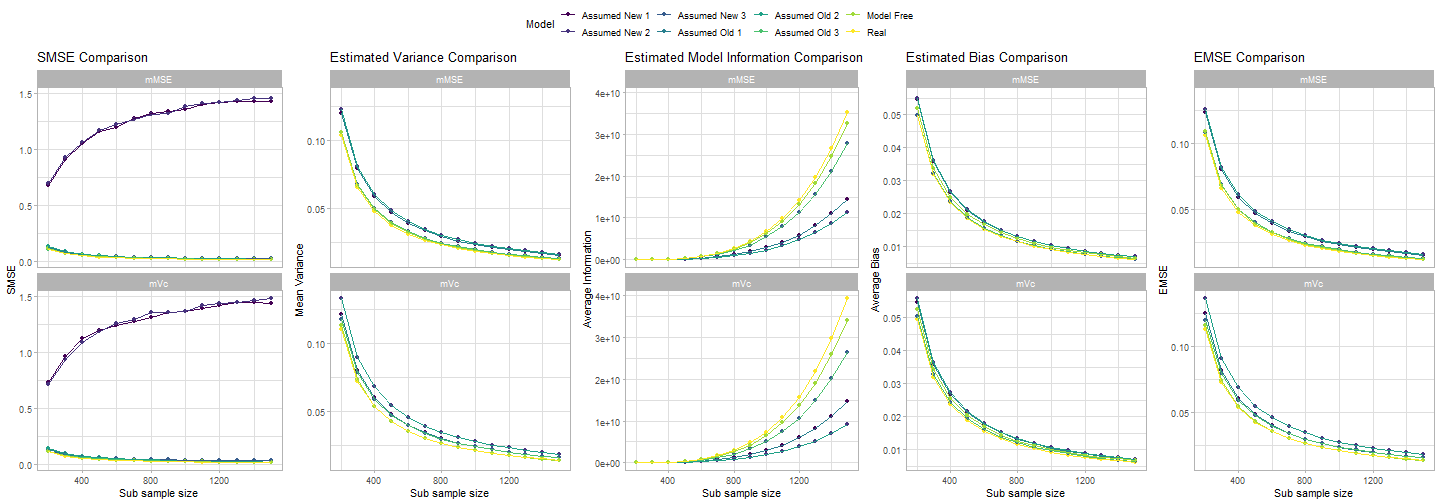 Model
Assumed New 1 Assumed New 3 Assumed Old 2 Model Free
Assumed New 2 Assumed Old 1 Assumed Old 3 Real
SMSE Comparison
mMSE
1.5
1.0
0.5
0.0
mVc
1.5
1.0
0.5
0.0
400 800 1200
SMSE
Sub sample size
Estimated Variance Comparison
mMSE
0.10
0.05
mVc
0.10
0.05
400 800 1200
Mean Variance
Sub sample size
Estimated Model Information Comparison
mMSE
4e+10
3e+10
2e+10
1e+10
0e+00
mVc
4e+10
3e+10
2e+10
1e+10
0e+00
400 800 1200
Average Information
Sub sample size
Estimated Bias Comparison
mMSE
0.05
0.04
0.03
0.02
0.01
mVc
0.05
0.04
0.03
0.02
0.01
400 800 1200
Average Bias
Sub sample size
EMSE Comparison
mMSE
0.10
0.05
mVc
0.10
0.05
400 800 1200
EMSE
Sub sample size